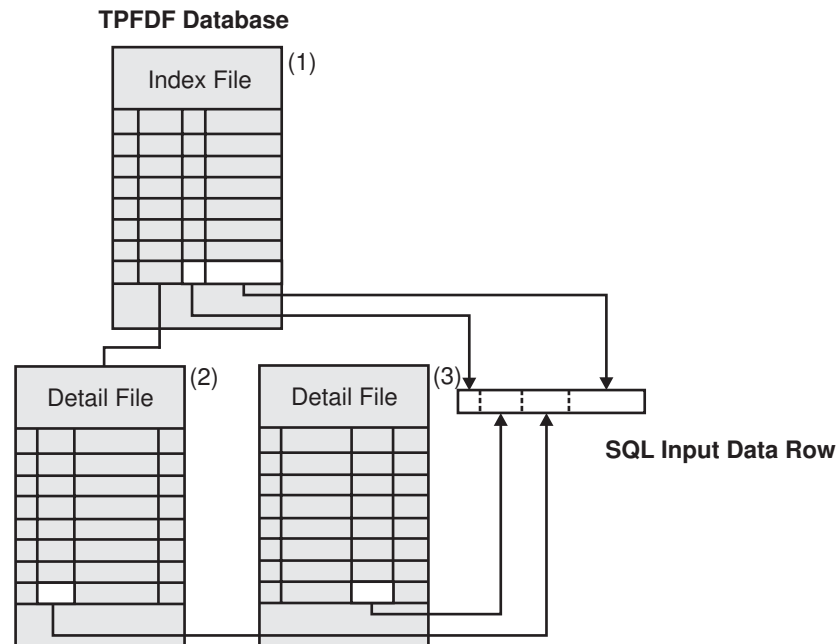 TPFDF Database
Index File
(1)
Detail File
(2)
Detail File
(3)
SQL Input Data Row